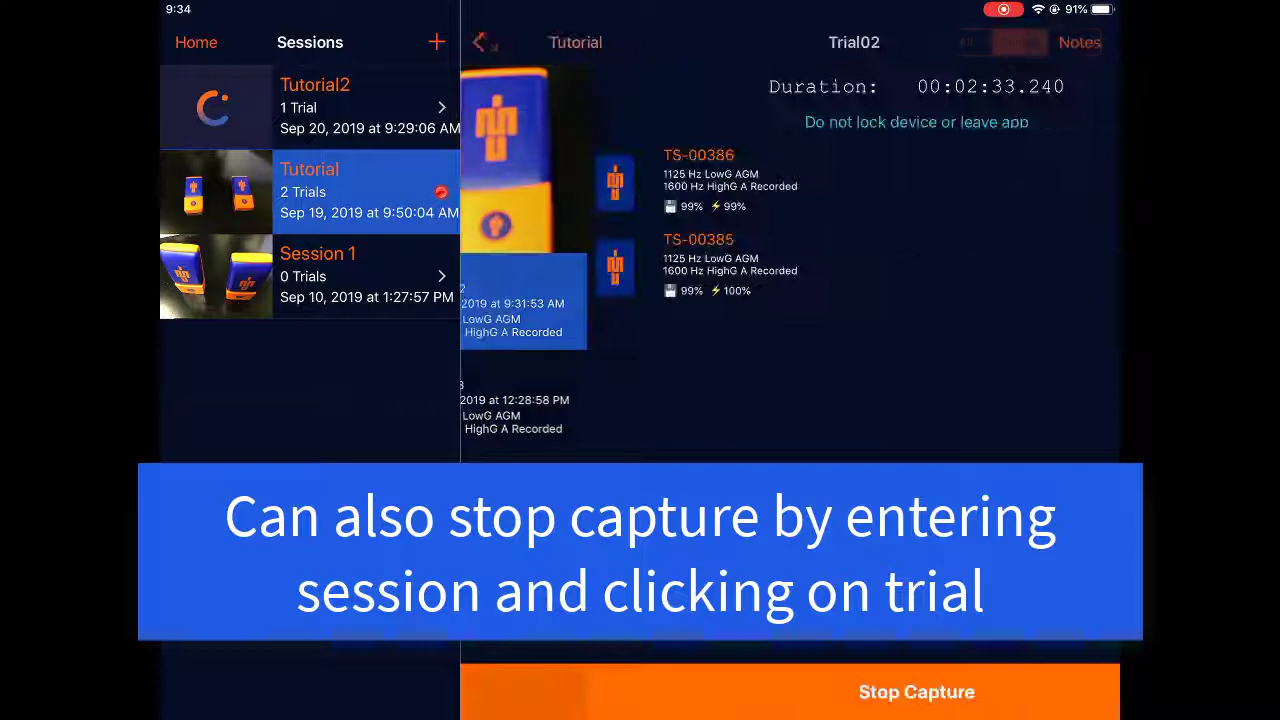 9:34
91%
Home
Sessions
+
Tutorial
Trial02
Notes
Tutorial2
1 Trial
Sep 20, 2019 at 9:29:06 AM
Tutorial
2 Trials
Sep 19, 2019 at 9:50:04 AM
Session 1
0 Trials
Sep 10, 2019 at 1:27:57 PM
2019 at 9:31:53 AM
LowG AGM
HighG A Recorded
2019 at 12:28:58 PM
LowG AGM
HighG A Recorded
Duration: 00:02:33.240
Do not lock device or leave app
TS-00386
1125 Hz LowG AGM
1600 Hz HighG A Recorded
99% 99%
TS-00385
1125 Hz LowG AGM
1600 Hz HighG A Recorded
99% 100%
Can also stop capture by entering
session and clicking on trial
Stop Capture